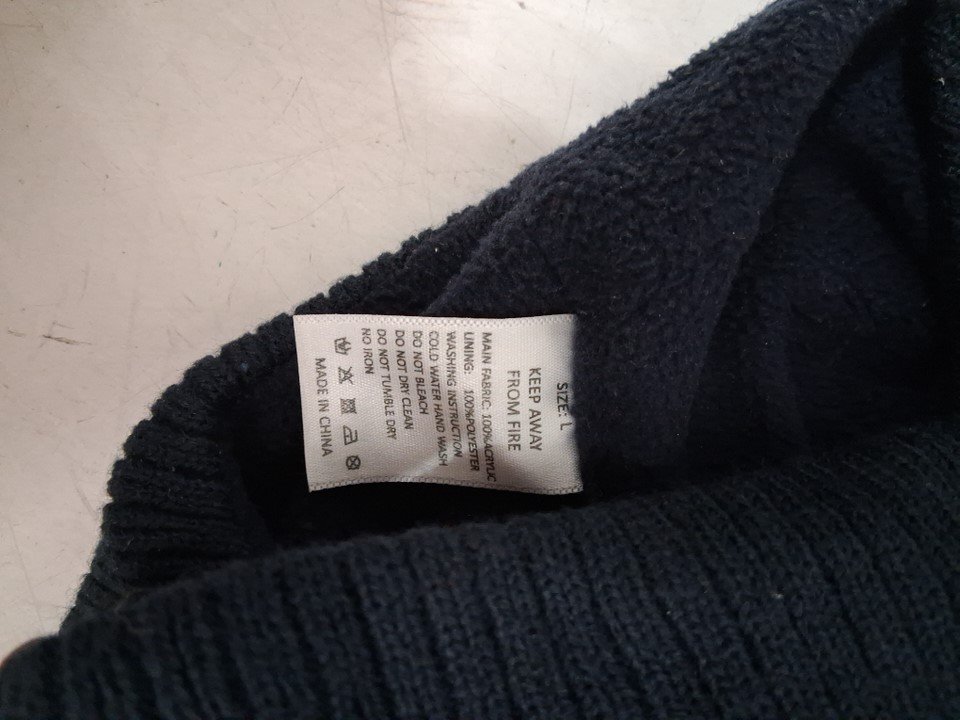 SIZE: L
KEEP AWAY
FROM FIRE
MAIN FABRIC: 100%ACRYLIC
LINING: 100%POLYESTER
WASHING INSTRUCTION
COLD WATER HAND WASH
DO NOT BLEACH
DO NOT DRY CLEAN
DO NOT TUMBLE DRY
NO IRON
MADE IN CHINA